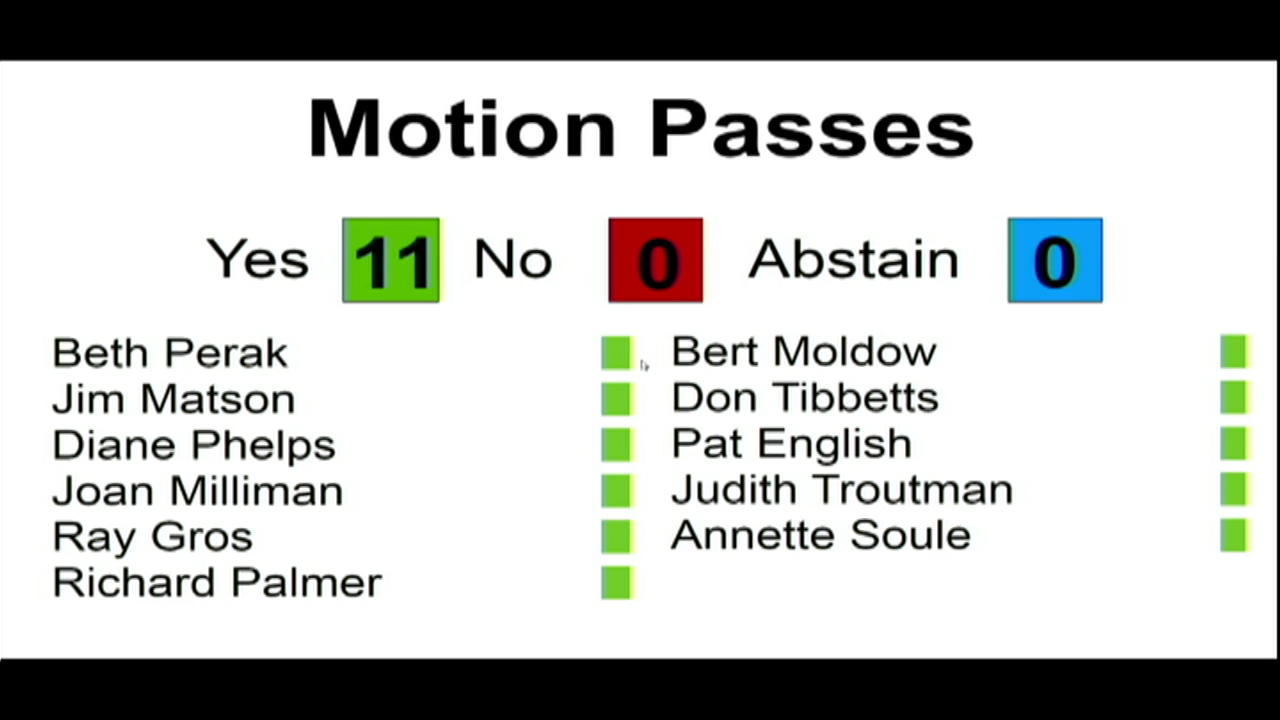 Motion Passes
Yes 11 No 0 Abstain 0
Beth Perak
Jim Matson
Diane Phelps
Joan Milliman
Ray Gros
Richard Palmer
Bert Moldow
Don Tibbetts
Pat English
Judith Troutman
Annette Soule